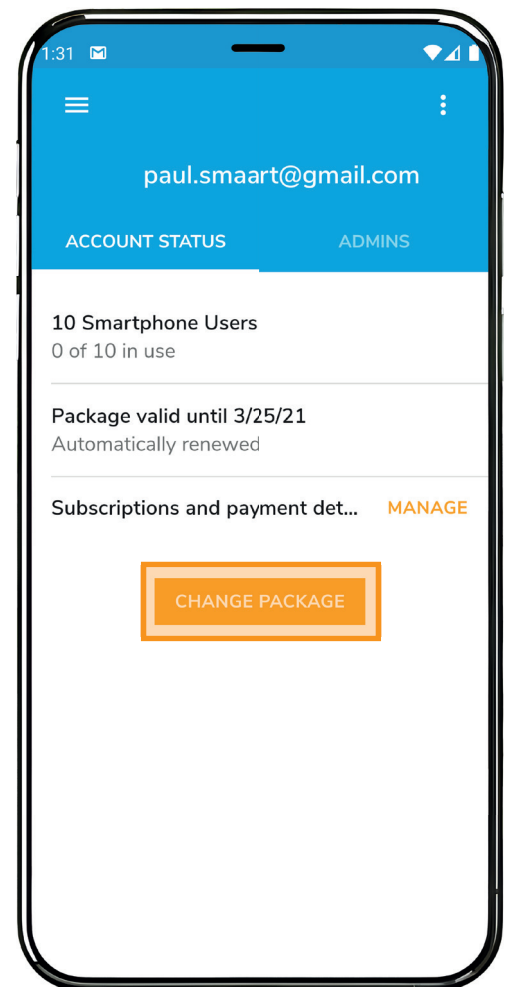 1:31
paul.smaart@gmail.com
ACCOUNT STATUS ADMINS
10 Smartphone Users
0 of 10 in use
Package valid until 3/25/21
Automatically renewed
Subscriptions and payment det... MANAGE
CHANGE PACKAGE